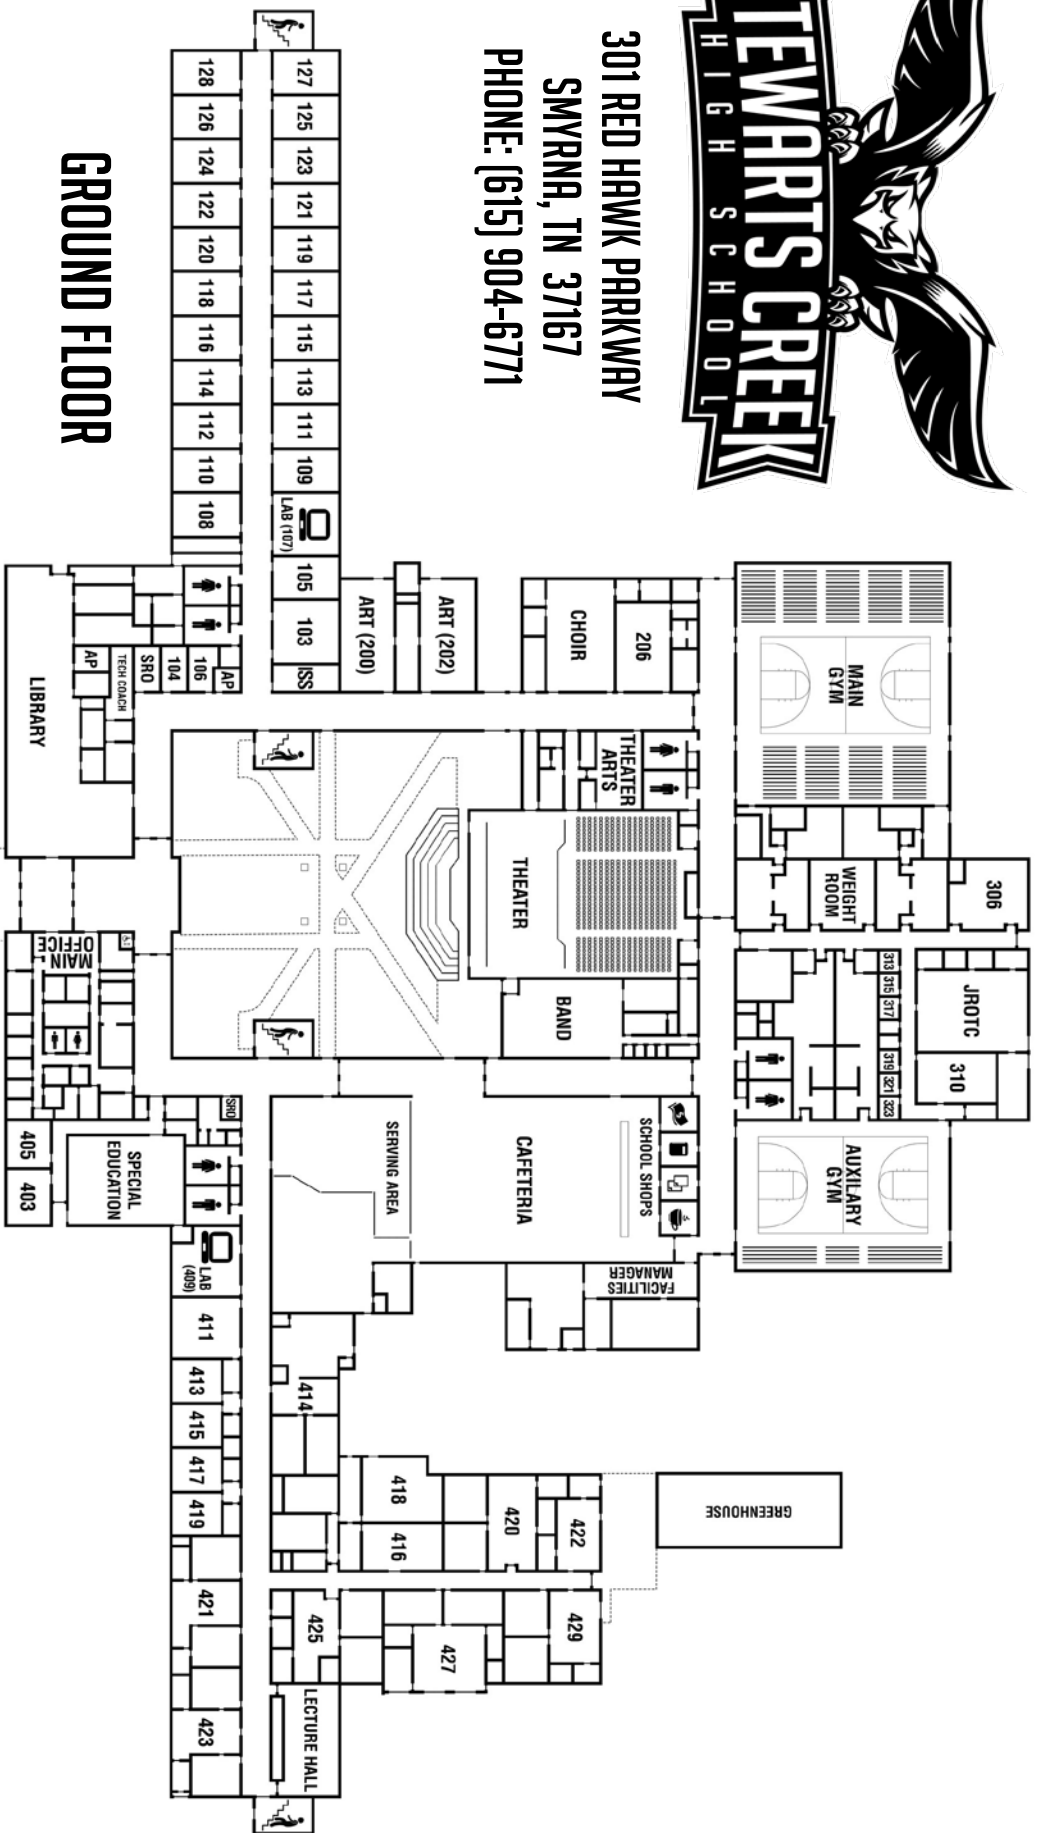 TEWARTS CREEK
HIGH SCHOOL
301 RED HAWK PARKWAY
SMYRNA, TN 37167
PHONE: (615) 904-6771
GROUND FLOOR
MAIN
GYM
306
WEIGHT
ROOM
JROTC
310
313
315
317
319
321
323
AUXILARY
GYM
CHOIR
206
THEATER
ARTS
THEATER
BAND
ART (200)
ART (202)
CAFETERIA
SERVING AREA
SCHOOL SHOPS
FACILITIES
MANAGER
GREENHOUSE
127
125
123
121
119
117
115
113
111
109
LAB (107)
105
103
ISS
128
126
124
122
120
118
116
114
112
110
108
AP
106
104
SRO
TECH COACH
AP
LIBRARY
MAIN
OFFICE
SRO
405
403
SPECIAL
EDUCATION
LAB
(409)
411
413
415
417
419
421
423
414
418
416
420
422
425
427
429
LECTURE HALL